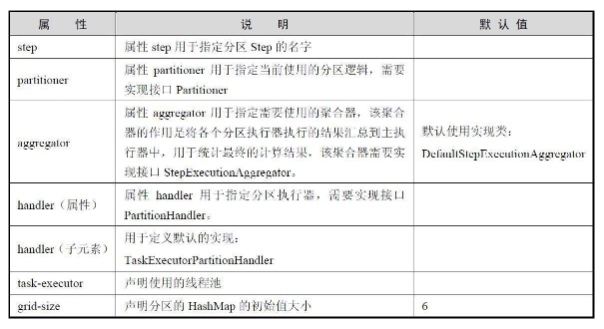 属 性 说 明 默 认 值
step 属性 step 用于指定分区 Step 的名字
partitioner 属性 partitioner 用于指定当前使用的分区逻辑，需要
实现接口 Partitioner
aggregator 属性 aggregator 用于指定需要使用的聚合器，该聚合
器的作用是将各个分区执行器执行的结果汇总到主执
行器中，用于统计最终的计算结果，该聚合器需要实
现接口 StepExecutionAggregator。
默认使用实现类：
DefaultStepExecutionAggregator
handler（属性） 属性 handler 用于指定分区执行器，需要实现接口
PartitionHandler。
handler（子元素） 用于定义默认的实现：
TaskExecutorPartitionHandler
task-executor 声明使用的线程池
grid-size 声明分区的 HashMap 的初始值大小 6